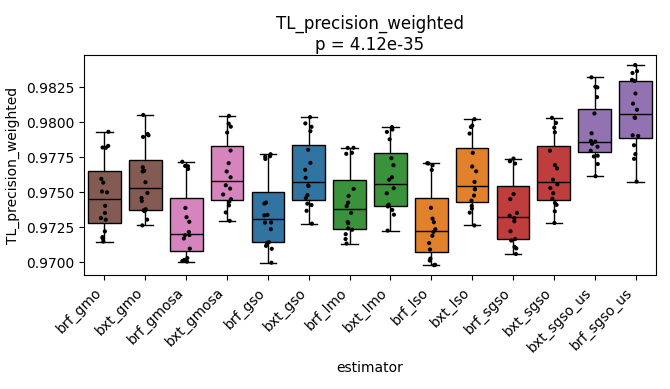 TL_precision_weighted
p = 4.12e-35
TL_precision_weighted
0.9825
0.9800
0.9775
0.9750
0.9725
0.9700
brf_gmo
bxt_gmo
brf_gmosa
bxt_gmosa
brf_gso
bxt_gso
brf_lmo
bxt_lmo
brf_lso
bxt_lso
brf_sgso
bxt_sgso
bxt_sgso_us
brf_sgso_us
estimator